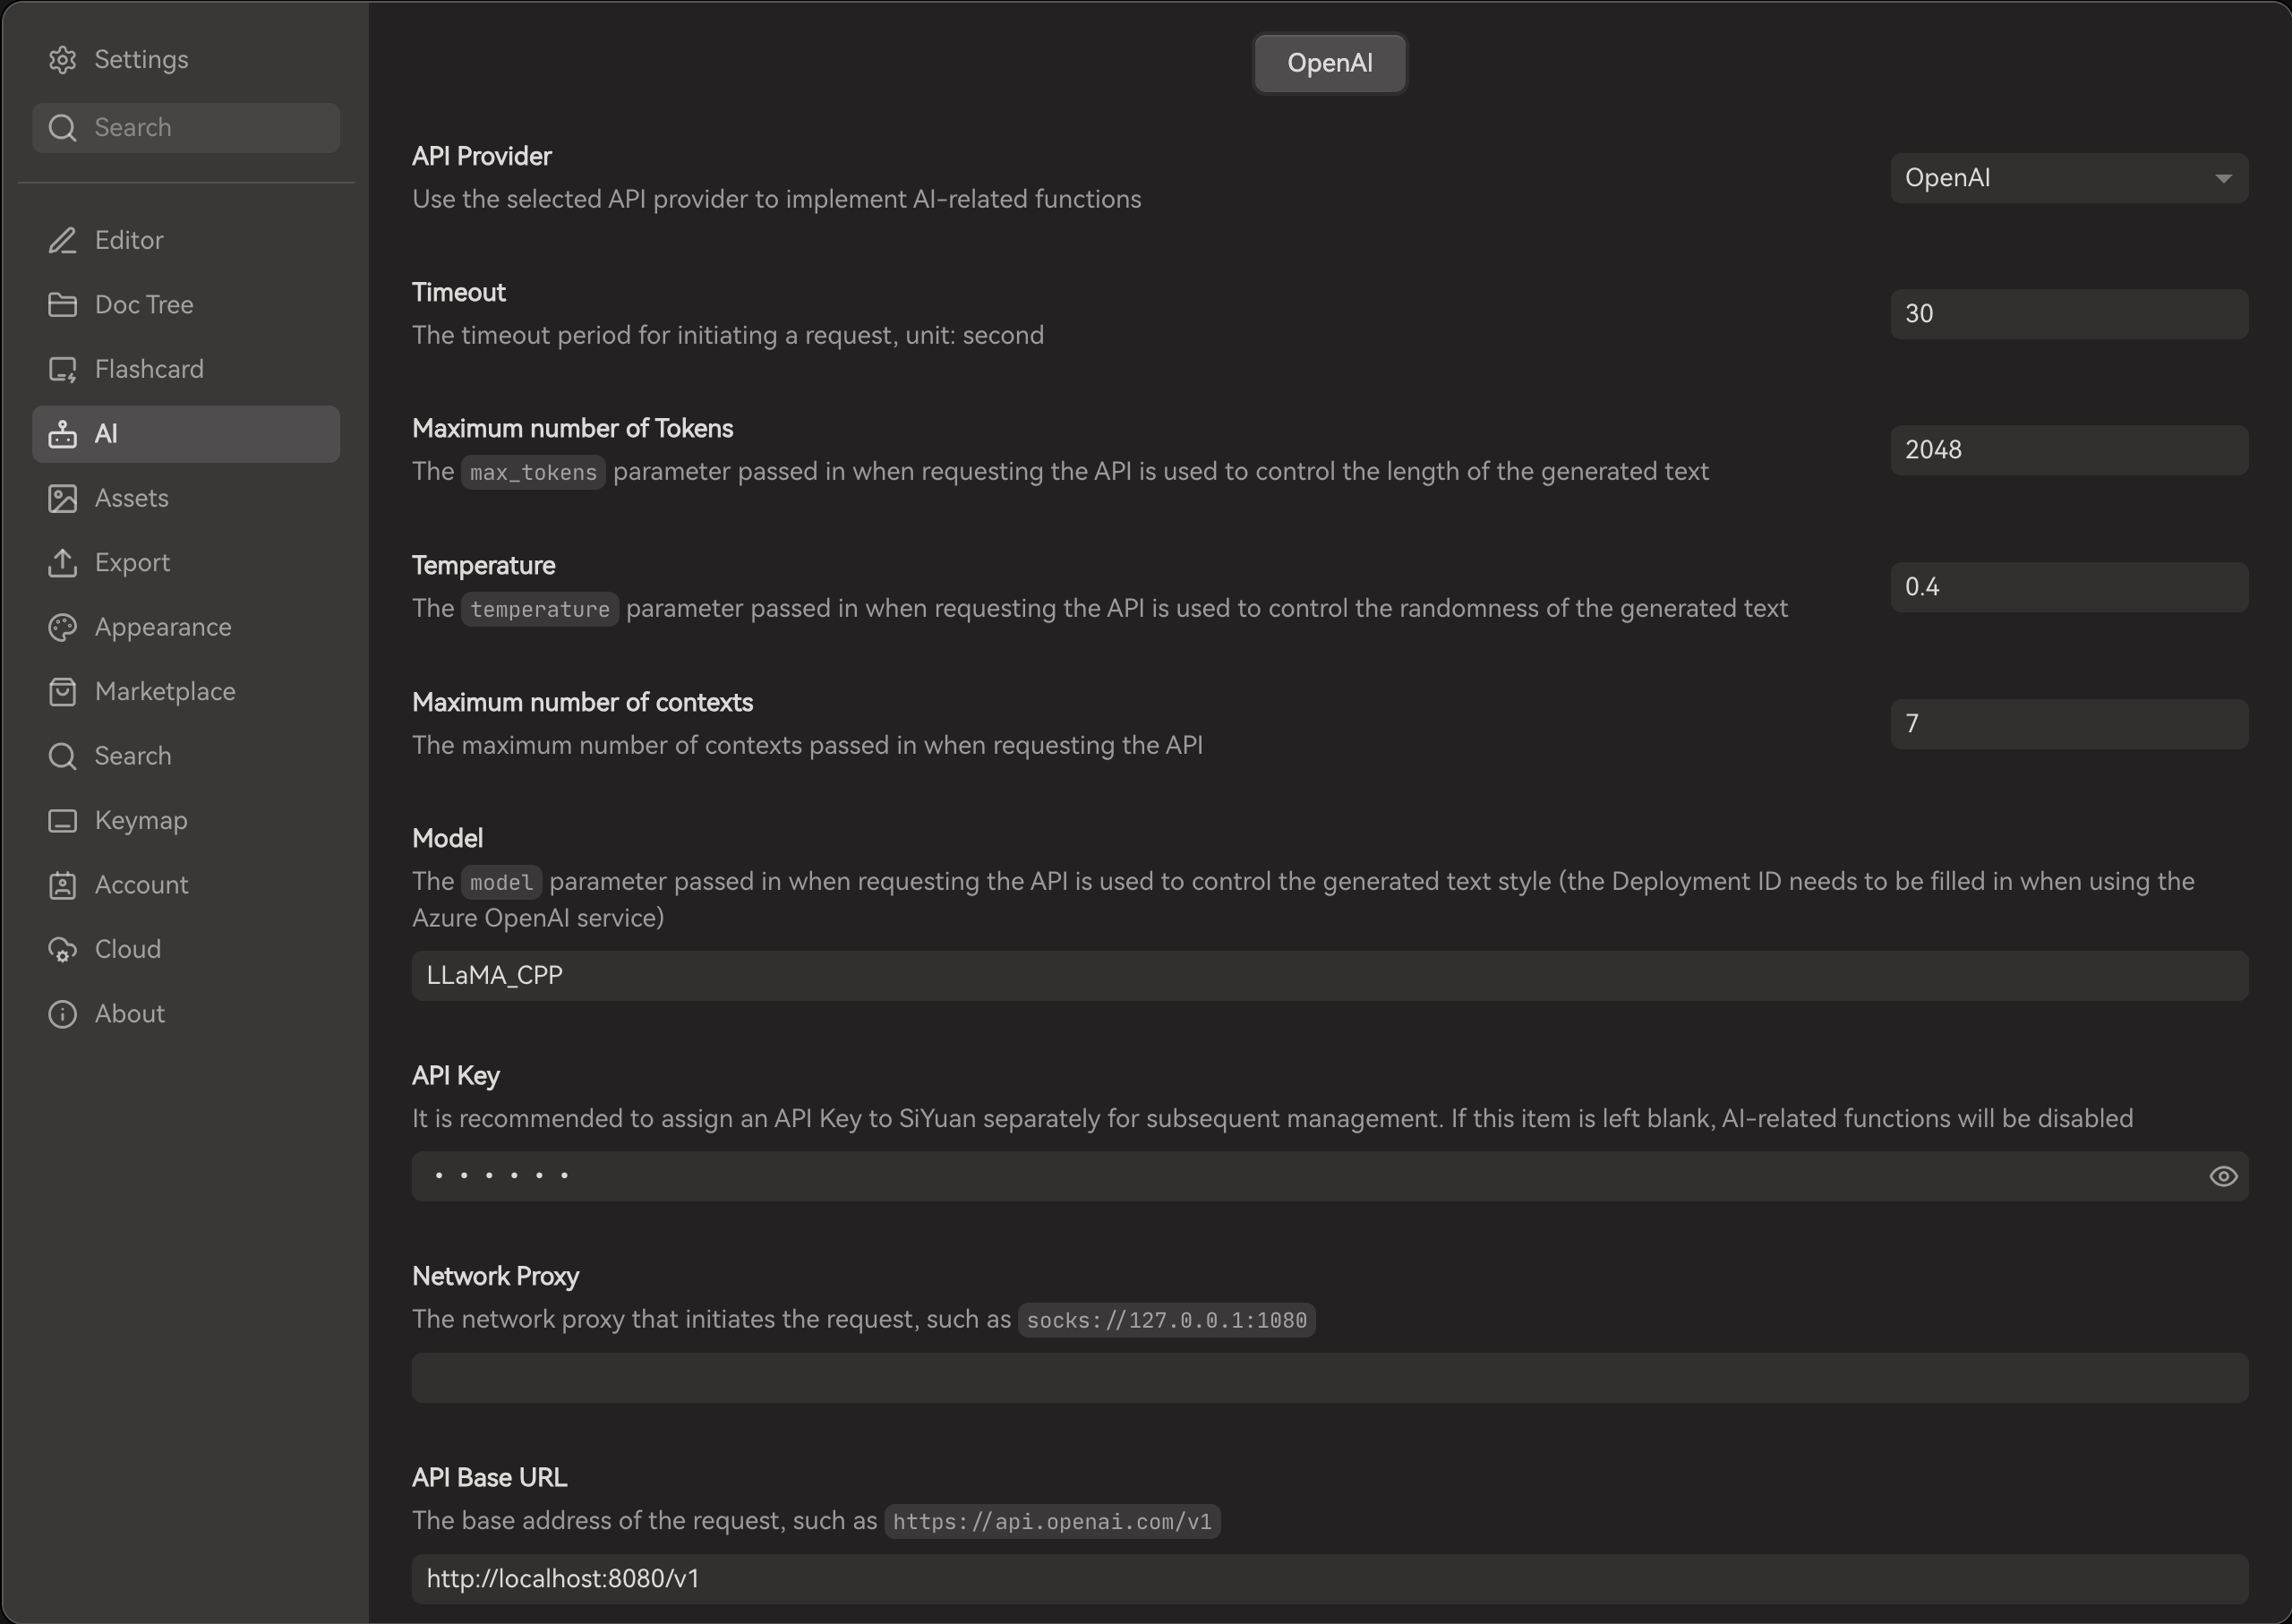 Settings
Search
Editor
Doc Tree
Flashcard
AI
Assets
Export
Appearance
Marketplace
Search
Keymap
Account
Cloud
About
OpenAI
API Provider
Use the selected API provider to implement AI-related functions
OpenAI
Timeout
The timeout period for initiating a request, unit: second
30
Maximum number of Tokens
The max_tokens parameter passed in when requesting the API is used to control the length of the generated text
2048
Temperature
The temperature parameter passed in when requesting the API is used to control the randomness of the generated text
0.4
Maximum number of contexts
The maximum number of contexts passed in when requesting the API
7
Model
The model parameter passed in when requesting the API is used to control the generated text style (the Deployment ID needs to be filled in when using the
Azure OpenAI service)
LLaMA_CPP
API Key
It is recommended to assign an API Key to SiYuan separately for subsequent management. If this item is left blank, AI-related functions will be disabled
••••••
Network Proxy
The network proxy that initiates the request, such as socks://127.0.0.1:1080
API Base URL
The base address of the request, such as https://api.openai.com/v1
http://localhost:8080/v1